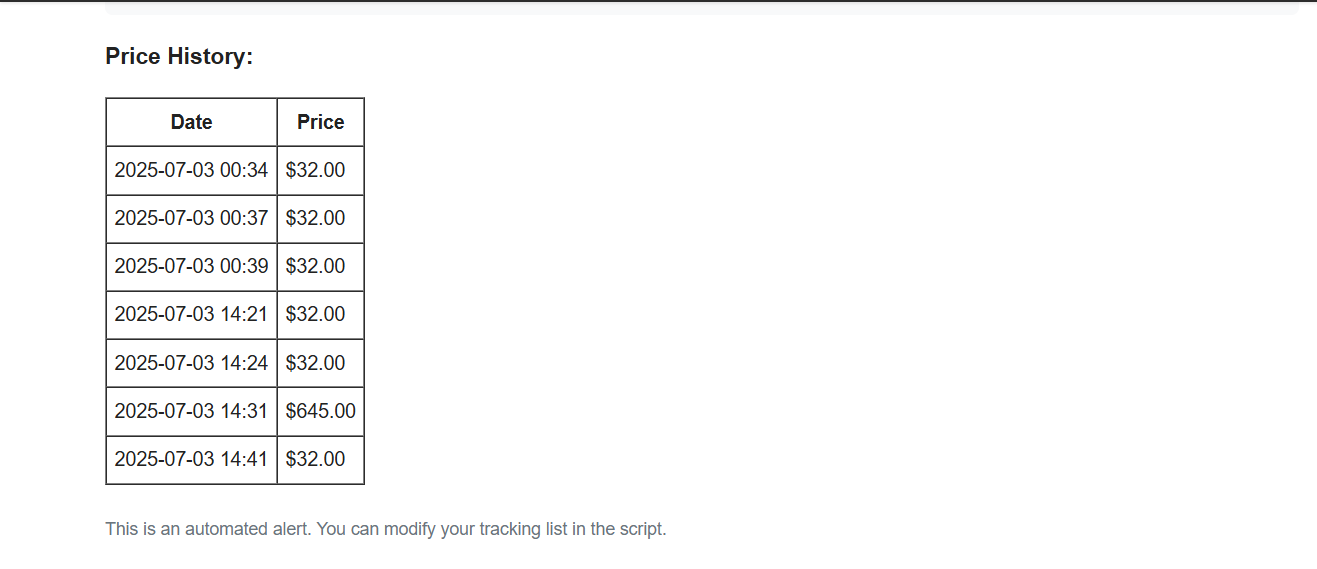 Price History:
Date Price
2025-07-03 00:34 $32.00
2025-07-03 00:37 $32.00
2025-07-03 00:39 $32.00
2025-07-03 14:21 $32.00
2025-07-03 14:24 $32.00
2025-07-03 14:31 $645.00
2025-07-03 14:41 $32.00
This is an automated alert. You can modify your tracking list in the script.